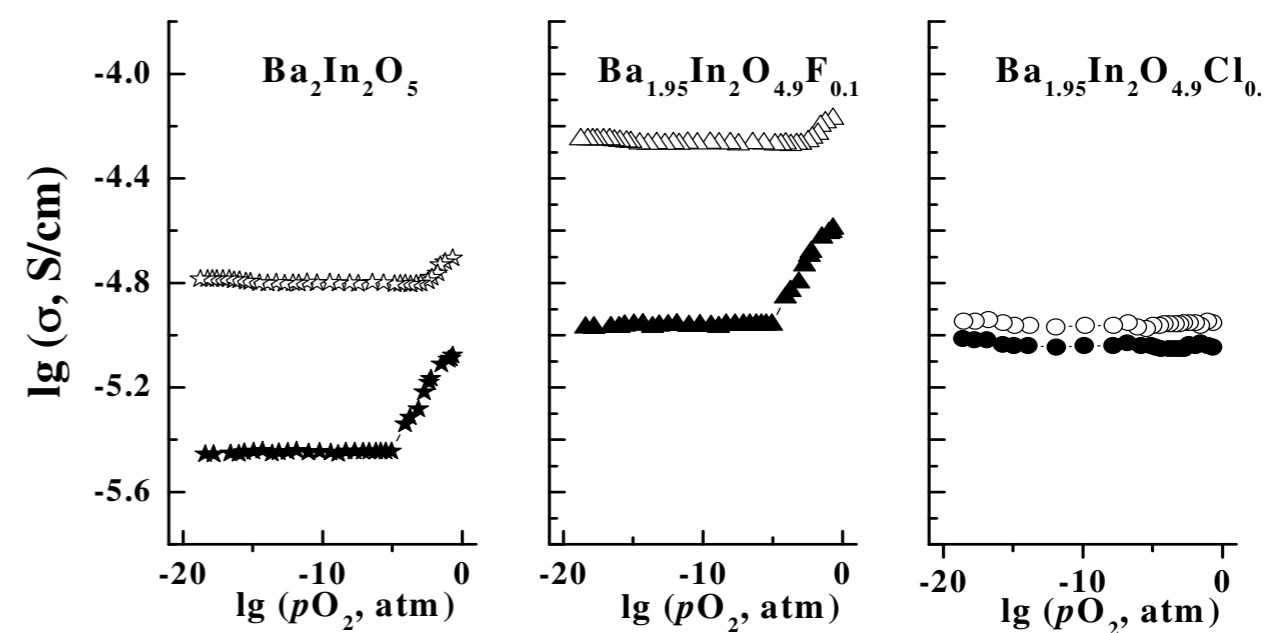 Ba₂In₂O₅
Ba₁.₉₅In₂O₄.₉F₀.₁
Ba₁.₉₅In₂O₄.₉Cl₀.
lg (σ, S/cm)
-4.0
-4.4
-4.8
-5.2
-5.6
-20 -10 0
-20 -10 0
-20 -10 0
lg (pO₂, atm)
lg (pO₂, atm)
lg (pO₂, atm)